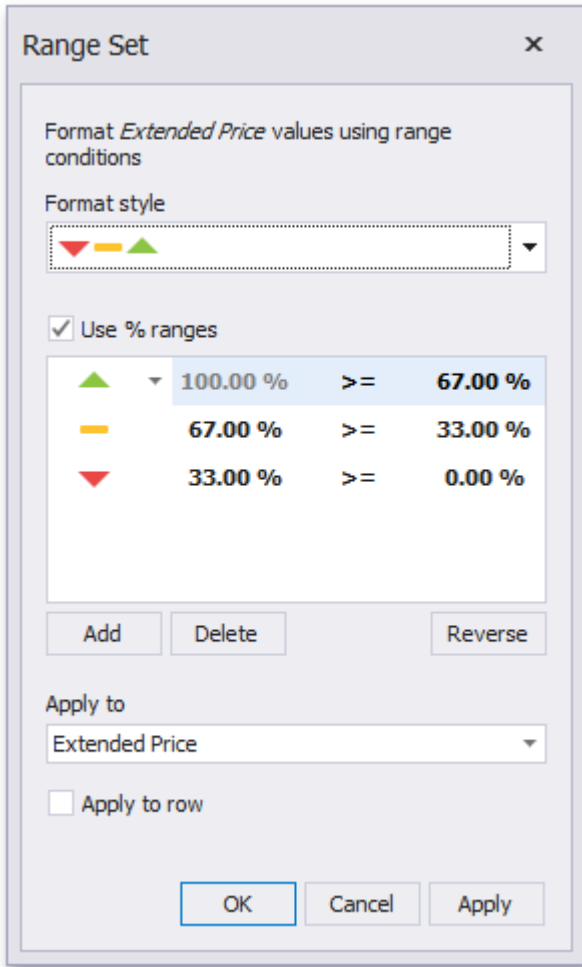 Range Set
Format Extended Price values using range
conditions
Format style
Use % ranges
100.00 % >= 67.00 %
67.00 % >= 33.00 %
33.00 % >= 0.00 %
Add Delete Reverse
Apply to
Extended Price
Apply to row
OK Cancel Apply